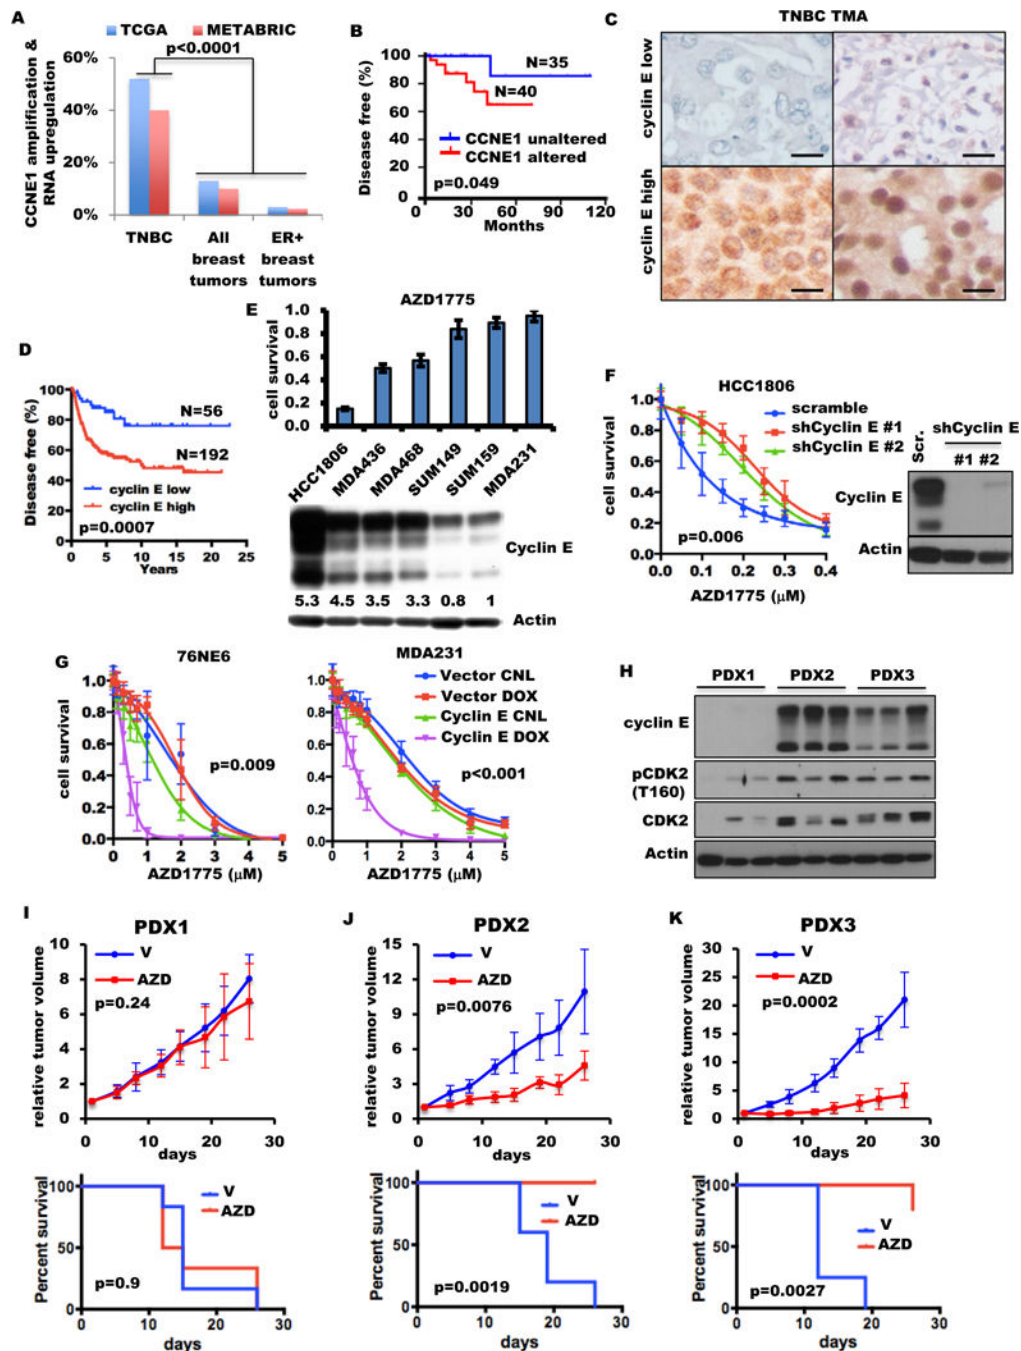 A
TCGA METABRIC
p<0.0001
CCNE1 amplification &
RNA upregulation
60%
40%
20%
0%
TNBC All ER+
breast breast
tumors tumors
B
Disease free (%)
100
80
60
40
20
0
N=35
N=40
CCNE1 unaltered
CCNE1 altered
p=0.049
0 30 60 90 120
Months
C
TNBC TMA
cyclin E low
cyclin E high
D
Disease free (%)
100
80
60
40
20
0
N=56
N=192
cyclin E low
cyclin E high
p=0.0007
0 5 10 15 20 25
Years
E
AZD1775
cell survival
1.0
0.8
0.6
0.4
0.2
HCC1806 MDA436 MDA468 SUM149 SUM159 MDA231
Cyclin E
5.3 4.5 3.5 3.3 0.8 1
Actin
F
HCC1806
cell survival
1.0
0.8
0.6
0.4
0.2
0.0
scramble
shCyclin E #1
shCyclin E #2
p=0.006
0.0 0.1 0.2 0.3 0.4
AZD1775 (μM)
Scr. shCyclin E
#1 #2
Cyclin E
Actin
G
76NE6
cell survival
1.0
0.8
0.6
0.4
0.2
0.0
p=0.009
0 1 2 3 4 5
AZD1775 (μM)
MDA231
1.0
0.8
0.6
0.4
0.2
0.0
Vector CNL
Vector DOX
Cyclin E CNL
Cyclin E DOX
p<0.001
0 1 2 3 4 5
AZD1775 (μM)
H
PDX1 PDX2 PDX3
cyclin E
pCDK2
(T160)
CDK2
Actin
I
PDX1
relative tumor volume
10
8
6
4
2
0
V
AZD
p=0.24
0 10 20 30
days
Percent survival
100
50
0
V
AZD
p=0.9
0 10 20 30
days
J
PDX2
relative tumor volume
15
12
9
6
3
0
V
AZD
p=0.0076
0 10 20 30
days
Percent survival
100
50
0
V
AZD
p=0.0019
0 10 20 30
days
K
PDX3
relative tumor volume
30
25
20
15
10
5
0
V
AZD
p=0.0002
0 10 20 30
days
Percent survival
100
50
0
V
AZD
p=0.0027
0 10 20 30
days